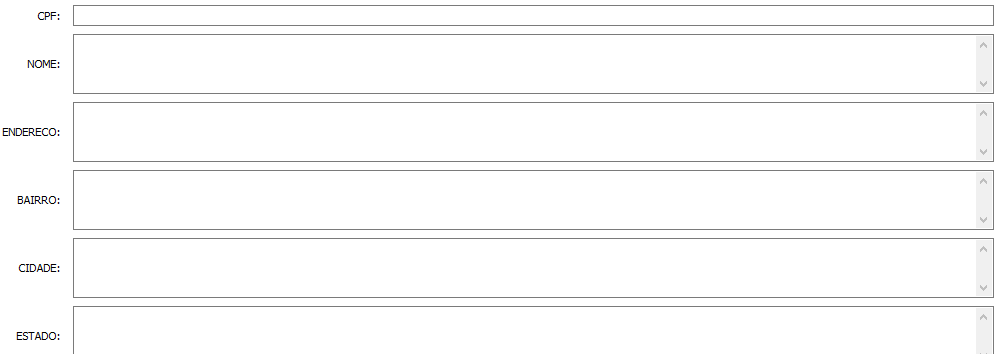 CPF:
NOME:
ENDERECO:
BAIRRO:
CIDADE:
ESTADO: